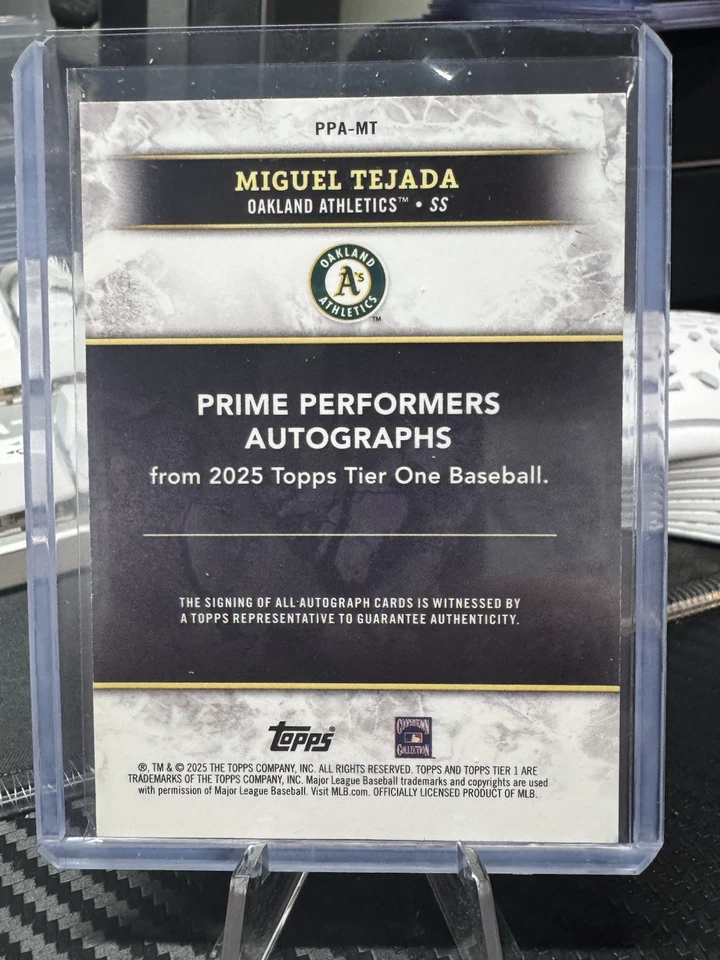 PPA-MT
MIGUEL TEJADA
OAKLAND ATHLETICS™ • SS
OAKLAND
A's
ATHLETICS
TM
PRIME PERFORMERS
AUTOGRAPHS
from 2025 Topps Tier One Baseball.
THE SIGNING OF ALL AUTOGRAPH CARDS IS WITNESSED BY
A TOPPS REPRESENTATIVE TO GUARANTEE AUTHENTICITY.
topps®
COOPERSTOWN
COLLECTION
®, TM & © 2025 THE TOPPS COMPANY, INC. ALL RIGHTS RESERVED. TOPPS AND TOPPS TIER 1 ARE
TRADEMARKS OF THE TOPPS COMPANY, INC. Major League Baseball trademarks and copyrights are used
with permission of Major League Baseball. Visit MLB.com. OFFICIALLY LICENSED PRODUCT OF MLB.